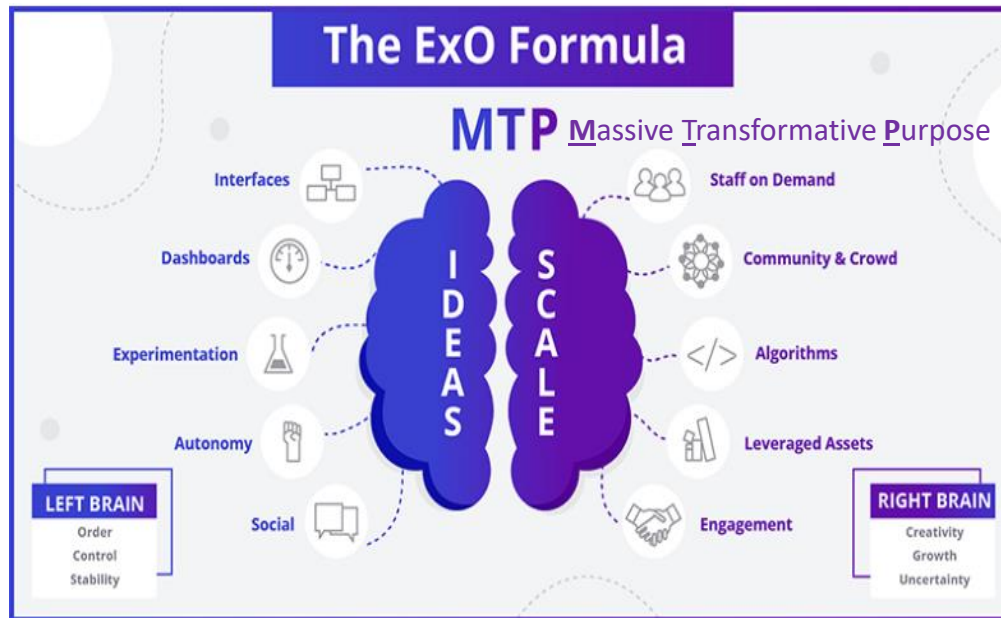 The ExO Formula
MTP Massive Transformative Purpose
Interfaces
Dashboards
Experimentation
Autonomy
Social
IDEAS
SCALE
Staff on Demand
Community & Crowd
</>
Algorithms
Leveraged Assets
Engagement
LEFT BRAIN
Order
Control
Stability
RIGHT BRAIN
Creativity
Growth
Uncertainty